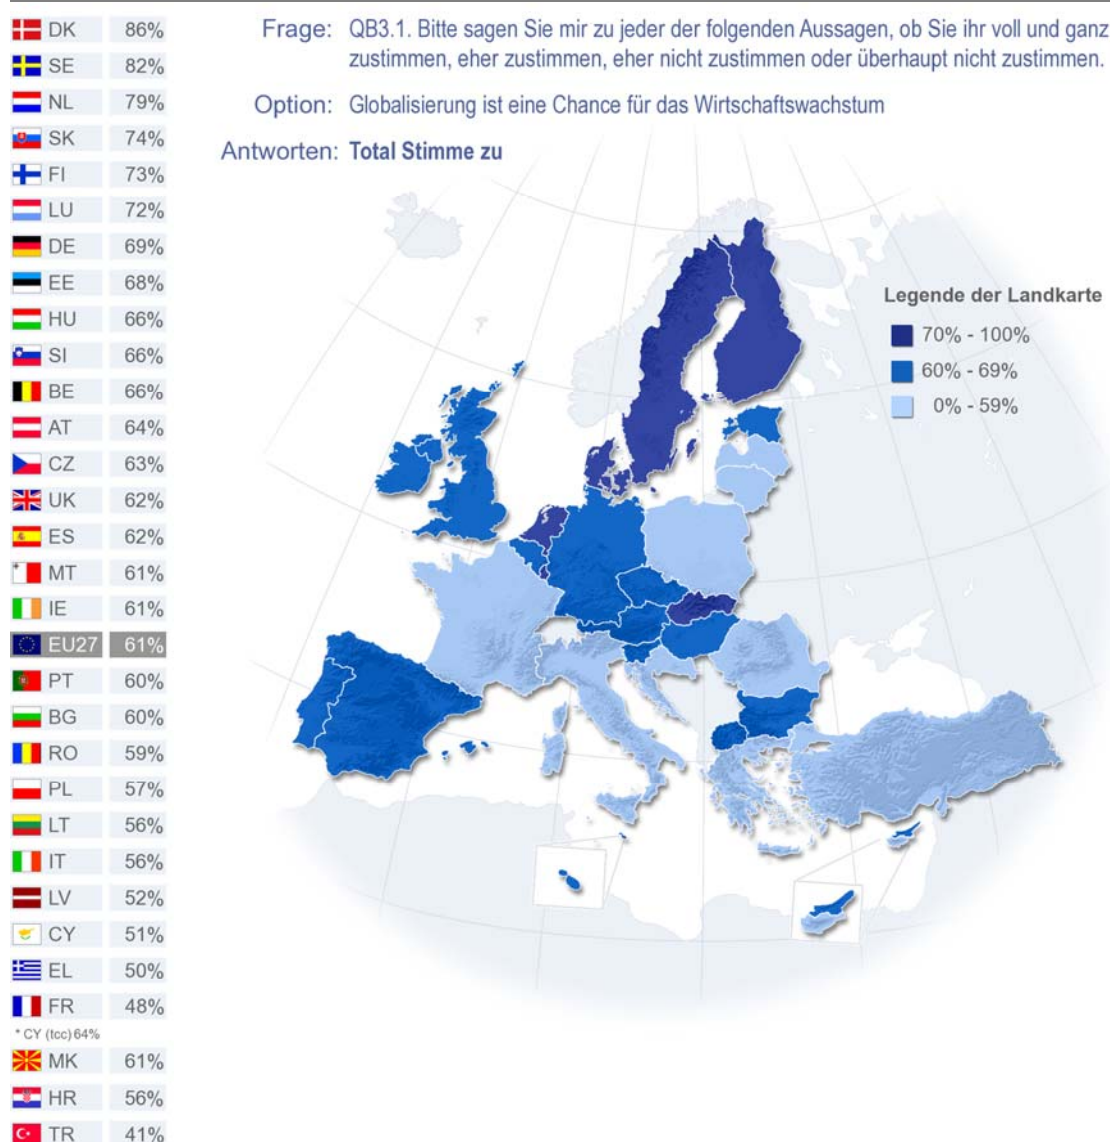 Frage: QB3.1. Bitte sagen Sie mir zu jeder der folgenden Aussagen, ob Sie ihr voll und ganz
zustimmen, eher zustimmen, eher nicht zustimmen oder überhaupt nicht zustimmen.
Option: Globalisierung ist eine Chance für das Wirtschaftswachstum
Antworten: Total Stimme zu
DK 86%
SE 82%
NL 79%
SK 74%
FI 73%
LU 72%
DE 69%
EE 68%
HU 66%
SI 66%
BE 66%
AT 64%
CZ 63%
UK 62%
ES 62%
MT 61%
IE 61%
EU27 61%
PT 60%
BG 60%
RO 59%
PL 57%
LT 56%
IT 56%
LV 52%
CY 51%
EL 50%
FR 48%
* CY (tcc) 64%
MK 61%
HR 56%
TR 41%
Legende der Landkarte
70% - 100%
60% - 69%
0% - 59%